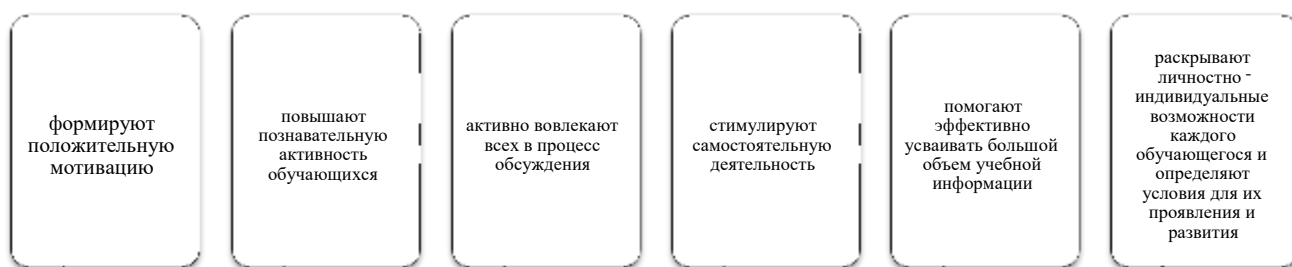 формируют
положительную
мотивацию
повышают
познавательную
активность
обучающихся
активно вовлекают
всех в процесс
обсуждения
стимулируют
самостоятельную
деятельность
помогают
эффективно
усваивать большой
объем учебной
информации
раскрывают
личностно -
индивидуальные
возможности
каждого
обучающегося и
определяют
условия для их
проявления и
развития